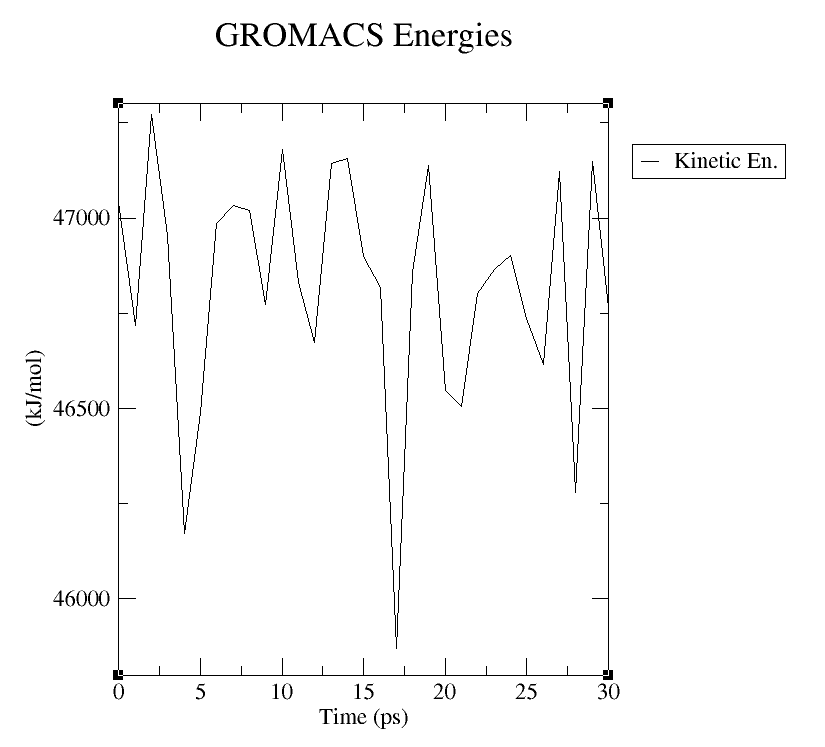 GROMACS Energies
Kinetic En.
47000
46500
46000
(kJ/mol)
0 5 10 15 20 25 30
Time (ps)